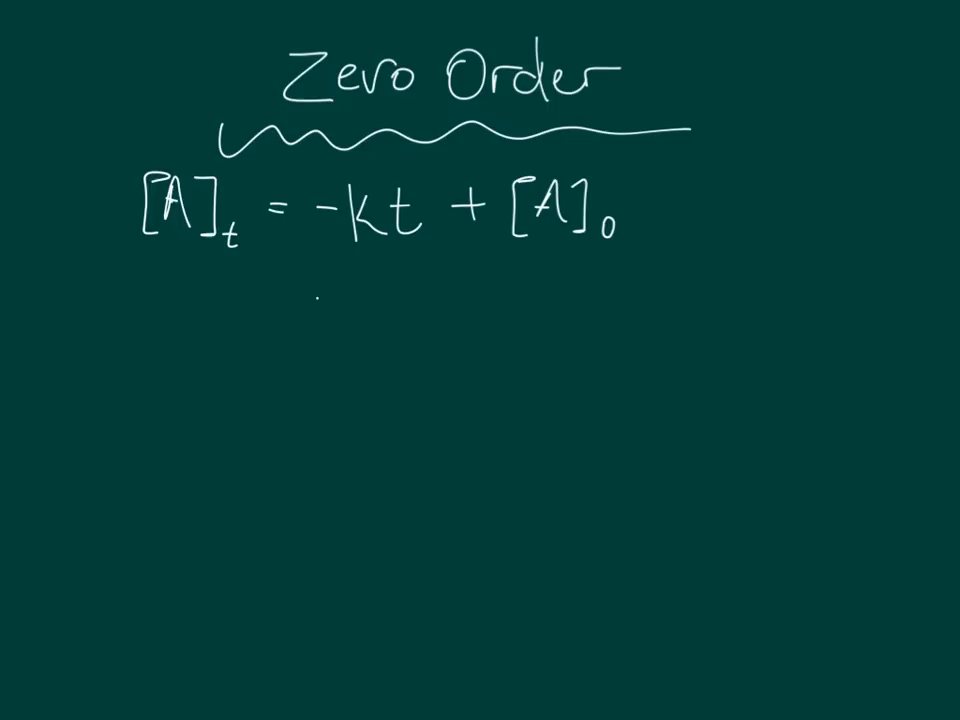 Zero Order
[A]t = -kt + [A]0